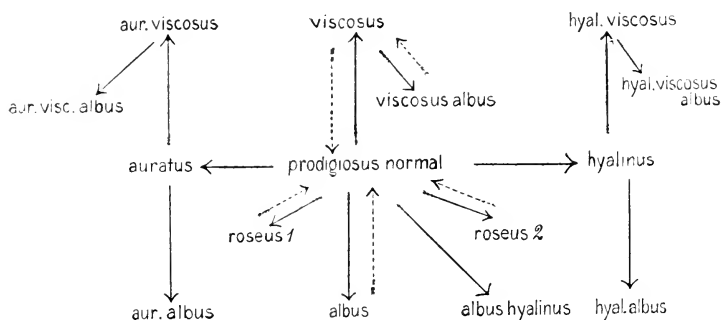 aur. viscosus
viscosus
hyal. viscosus
aur. visc. albus
viscosus albus
hyal. viscosus
albus
auratus
prodigiosus normal
hyalinus
roseus 1
roseus 2
aur. albus
albus
albus hyalinus
hyal. albus